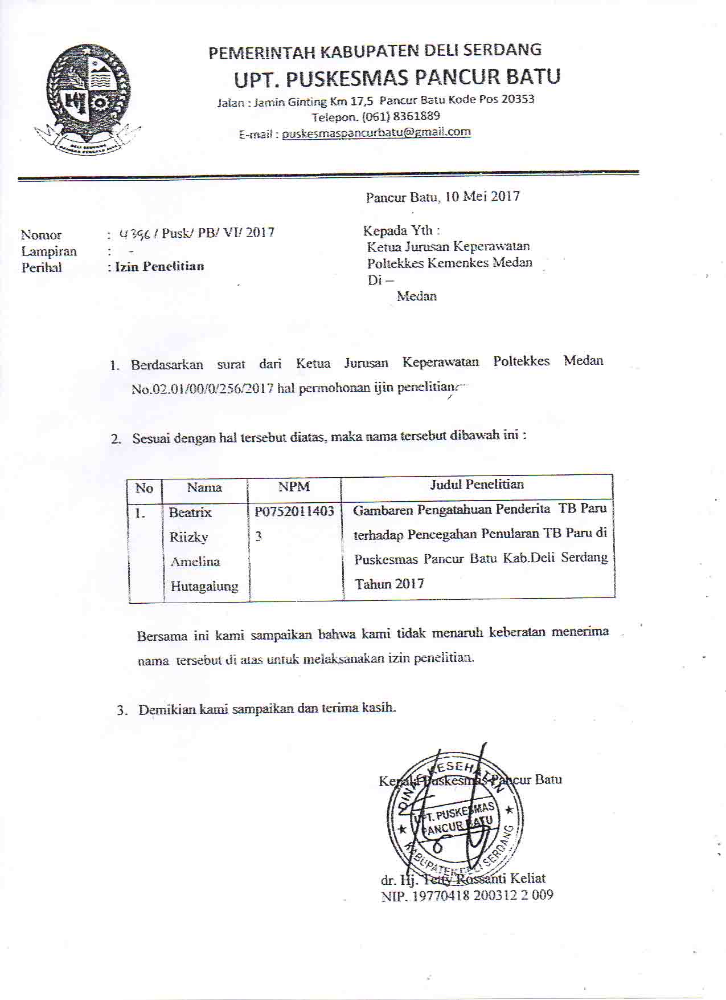 PEMERINTAH KABUPATEN DELI SERDANG
UPT. PUSKESMAS PANCUR BATU
Jalan : Jamin Ginting Km 17,5 Pancur Batu Kode Pos 20353
Telepon. (061) 8361889
E-mail : puskesmaspancurbatu@gmail.com
DELI SERDANG
Pancur Batu, 10 Mei 2017
Nomor : 4396 / Pusk/ PB/ VI/ 2017
Lampiran : -
Perihal : Izin Penelitian
Kepada Yth :
Ketua Jurusan Keperawatan
Poltekkes Kemenkes Medan
Di –
Medan
1. Berdasarkan surat dari Ketua Jurusan Keperawatan Poltekkes Medan
No.02.01/00/0/256/2017 hal permohonan ijin penelitian.
2. Sesuai dengan hal tersebut diatas, maka nama tersebut dibawah ini :
No Nama NPM Judul Penelitian
1. Beatrix P0752011403 Gambaren Pengatahuan Penderita TB Paru
Riizky 3 terhadap Pencegahan Penularan TB Paru di
Amelina Puskesmas Pancur Batu Kab.Deli Serdang
Hutagalung Tahun 2017
Bersama ini kami sampaikan bahwa kami tidak menaruh keberatan menerima
nama tersebut di atas untuk melaksanakan izin penelitian.
3. Demikian kami sampaikan dan terima kasih.
Kepala Puskesmas Pancur Batu
DINAS KESEHATAN
UPT. PUSKESMAS
PANCUR BATU
KABUPATEN DELI SERDANG
dr. Hj. Tetty Rossanti Keliat
NIP. 19770418 200312 2 009